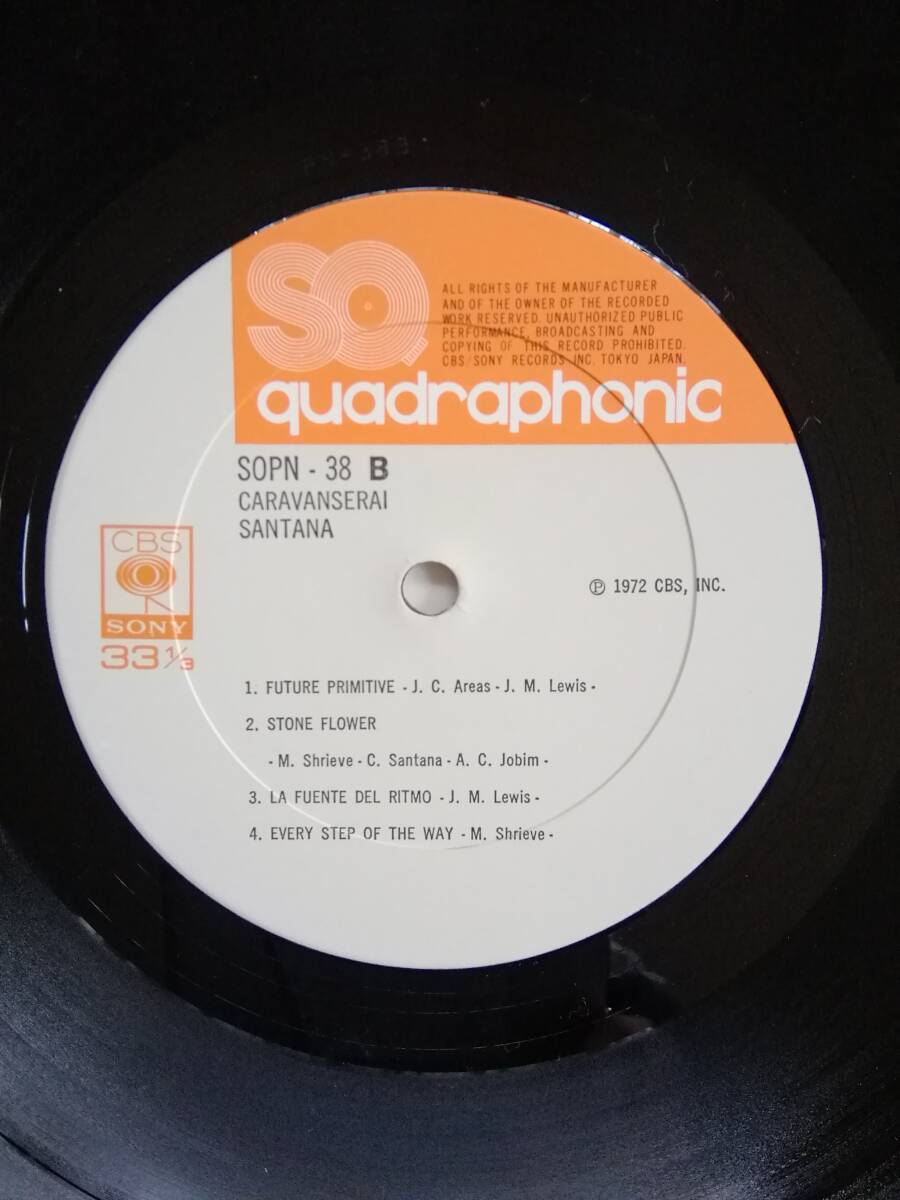 SQ
ALL RIGHTS OF THE MANUFACTURER
AND OF THE OWNER OF THE RECORDED
WORK RESERVED. UNAUTHORIZED PUBLIC
PERFORMANCE, BROADCASTING AND
COPYING OF THIS RECORD PROHIBITED.
CBS/SONY RECORDS INC. TOKYO JAPAN.
quadraphonic
SOPN - 38 B
CARAVANSERAI
SANTANA
CBS
SONY
33 1/3
℗ 1972 CBS, INC.
1. FUTURE PRIMITIVE - J. C. Areas - J. M. Lewis -
2. STONE FLOWER
- M. Shrieve - C. Santana - A. C. Jobim -
3. LA FUENTE DEL RITMO - J. M. Lewis -
4. EVERY STEP OF THE WAY - M. Shrieve -